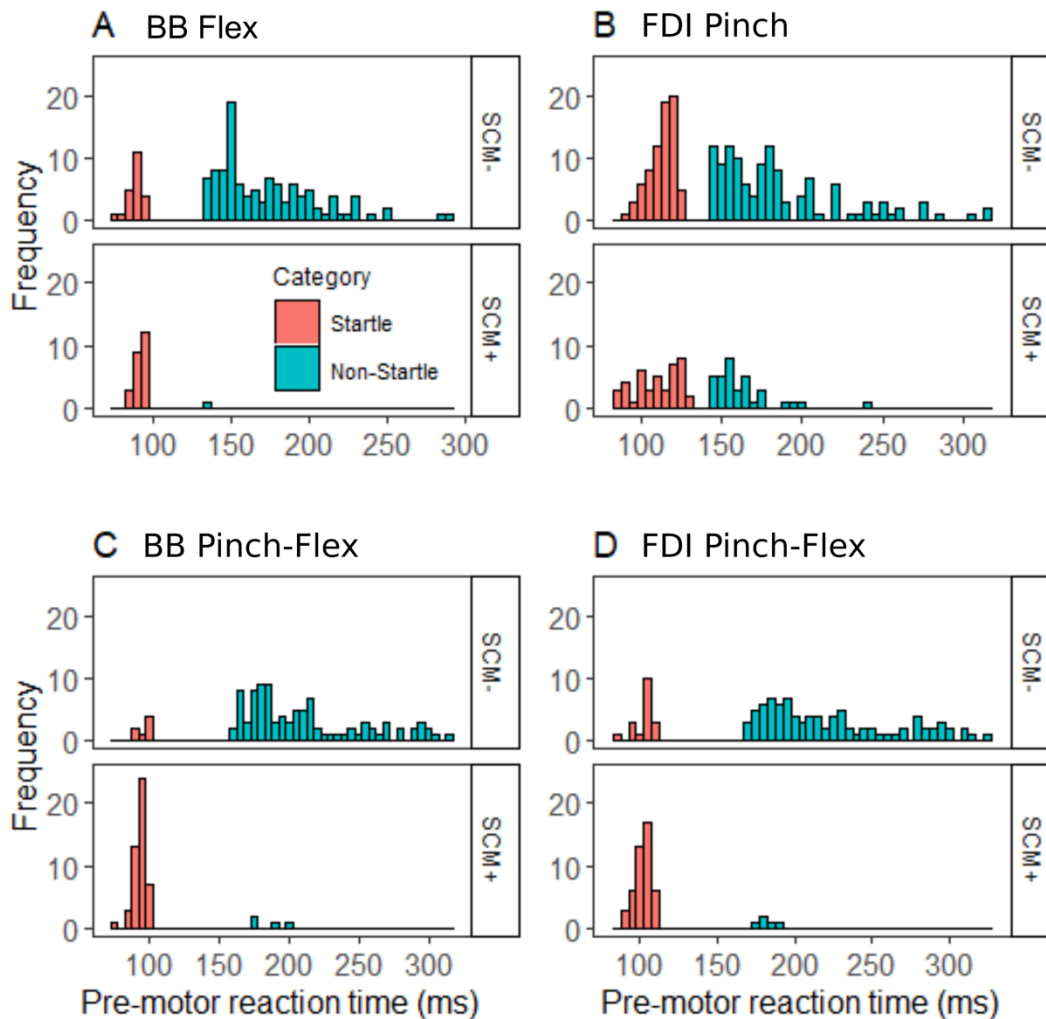 A BB Flex
B FDI Pinch
Frequency
20
10
0
SCM-
20
10
0
SCM-
20
10
0
Category
Startle
Non-Startle
SCM+
20
10
0
SCM+
100 150 200 250 300
100 150 200 250 300
C BB Pinch-Flex
D FDI Pinch-Flex
Frequency
20
10
0
SCM-
20
10
0
SCM-
20
10
0
SCM+
20
10
0
SCM+
100 150 200 250 300
100 150 200 250 300
Pre-motor reaction time (ms)
Pre-motor reaction time (ms)